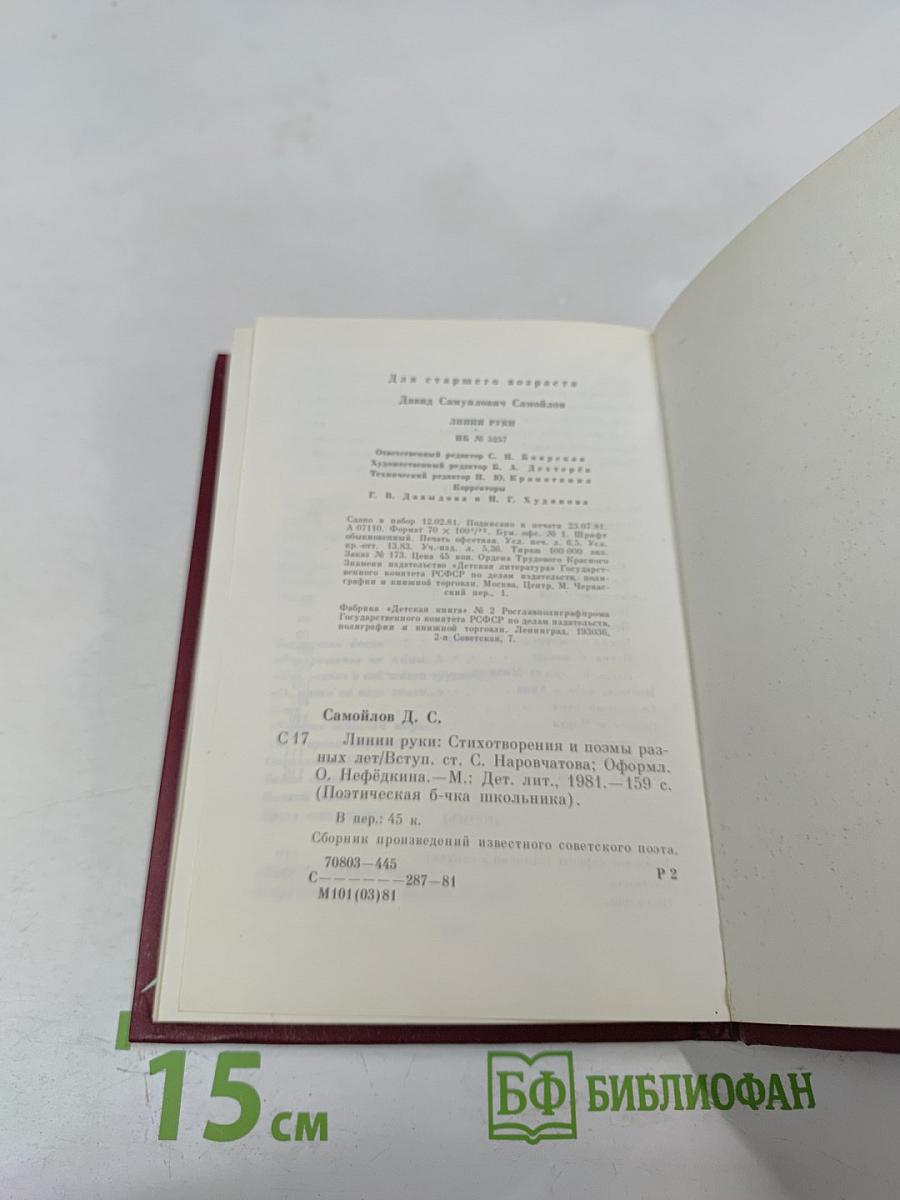 Для старшего возраста
Давид Самуилович Самойлов
ЛИНИИ РУКИ
ИБ № 5257
Ответственный редактор С. Н. Боярская
Художественный редактор Б. А. Дехтерёв
Технический редактор Н. Ю.
Корректоры
Г. В. Давыдова и Н. Г. Худякова
Сдано в набор 12.02.81. Подписано к печати 23.07.81.
А 07110. Формат 70 × 100¹/³². Бум. офс. № 1. Шрифт
обыкновенный. Печать офсетная. Усл. печ. л. 6,5. Усл.
кр.-отт. 13,83. Уч.-изд. л. 5,36. Тираж 100 000 экз.
Заказ № 173. Цена 45 коп. Ордена Трудового Красного
Знамени издательство «Детская литература» Государст-
венного комитета РСФСР по делам издательств, поли-
графии и книжной торговли. Москва, Центр, М. Черкас-
ский пер., 1.
Фабрика «Детская книга» № 2 Росглавполиграфпрома
Государственного комитета РСФСР по делам издательств,
полиграфии и книжной торговли. Ленинград, 193036,
2-я Советская, 7.
Самойлов Д. С.
С 17 Линии руки: Стихотворения и поэмы раз-
ных лет/Вступ. ст. С. Наровчатова; Оформл.
О. Нефёдкина.—М.: Дет. лит., 1981.—159 с.
(Поэтическая б-чка школьника).
В пер.: 45 к.
Сборник произведений известного советского поэта.
70803—445
С——————287—81
М101(03)81
Р 2
15 см
БФ БИБЛИОФАН